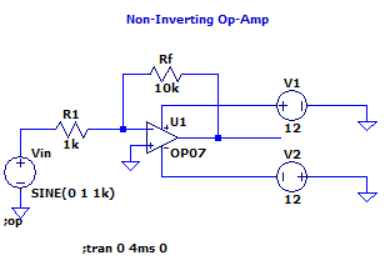 Non-Inverting Op-Amp
Rf
10k
V1
12
R1
1k
U1
OP07
Vin
SINE(0 1 1k)
V2
12
;op
;tran 0 4ms 0